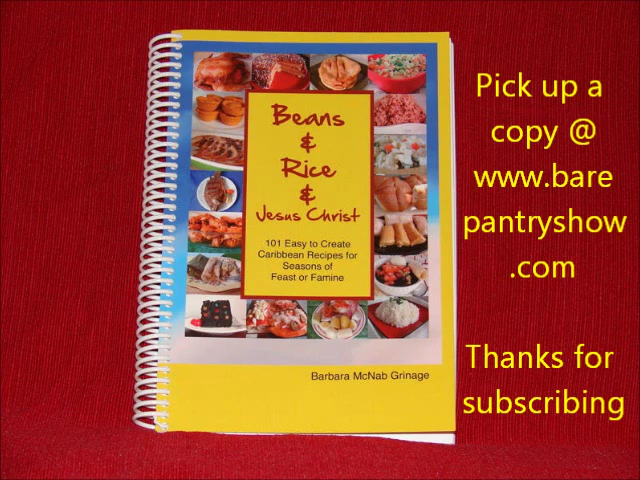 Beans
&
Rice
&
Jesus Christ
101 Easy to Create
Caribbean Recipes for
Seasons of
Feast or Famine
Barbara McNab Grinage
Pick up a
copy @
www.bare
pantryshow
.com
Thanks for
subscribing